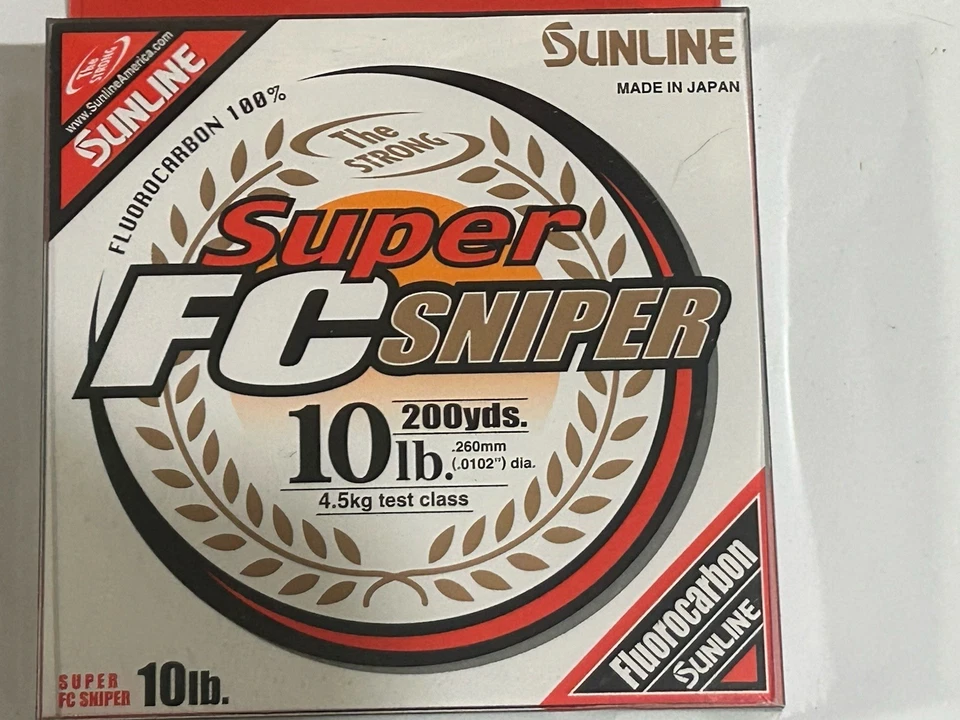 The
STRONG
www.SunlineAmerica.com
SUNLINE
SUNLINE
MADE IN JAPAN
FLUOROCARBON 100%
The
STRONG
Super
FC SNIPER
10lb.
200yds.
.260mm
(.0102") dia.
4.5kg test class
Fluorocarbon
SUNLINE
SUPER
FC SNIPER
10lb.